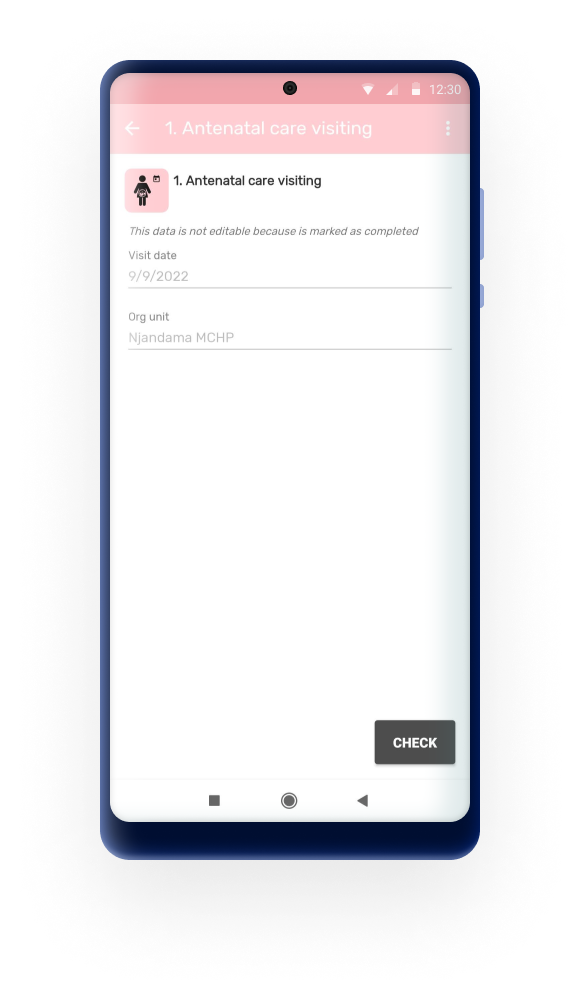 12:30
1. Antenatal care visiting
1. Antenatal care visiting
This data is not editable because is marked as completed
Visit date
9/9/2022
Org unit
Njandama MCHP
CHECK